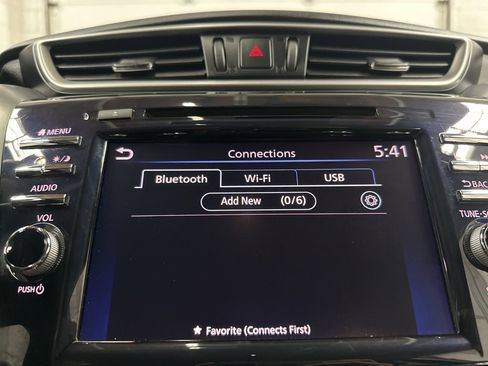 MENU
AUDIO
VOL
PUSH
Connections 5:41
Bluetooth Wi-Fi USB
Add New (0/6)
★ Favorite (Connects First)
BACK